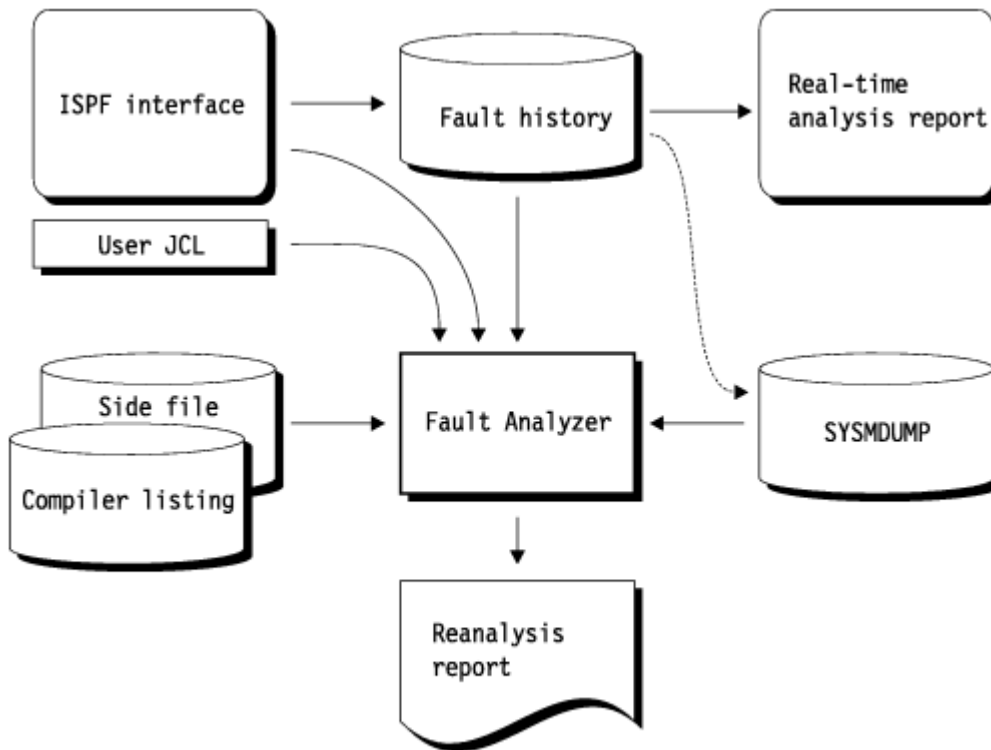 ISPF interface
Fault history
Real-time
analysis report
User JCL
Side file
Compiler listing
Fault Analyzer
SYSMDUMP
Reanalysis
report